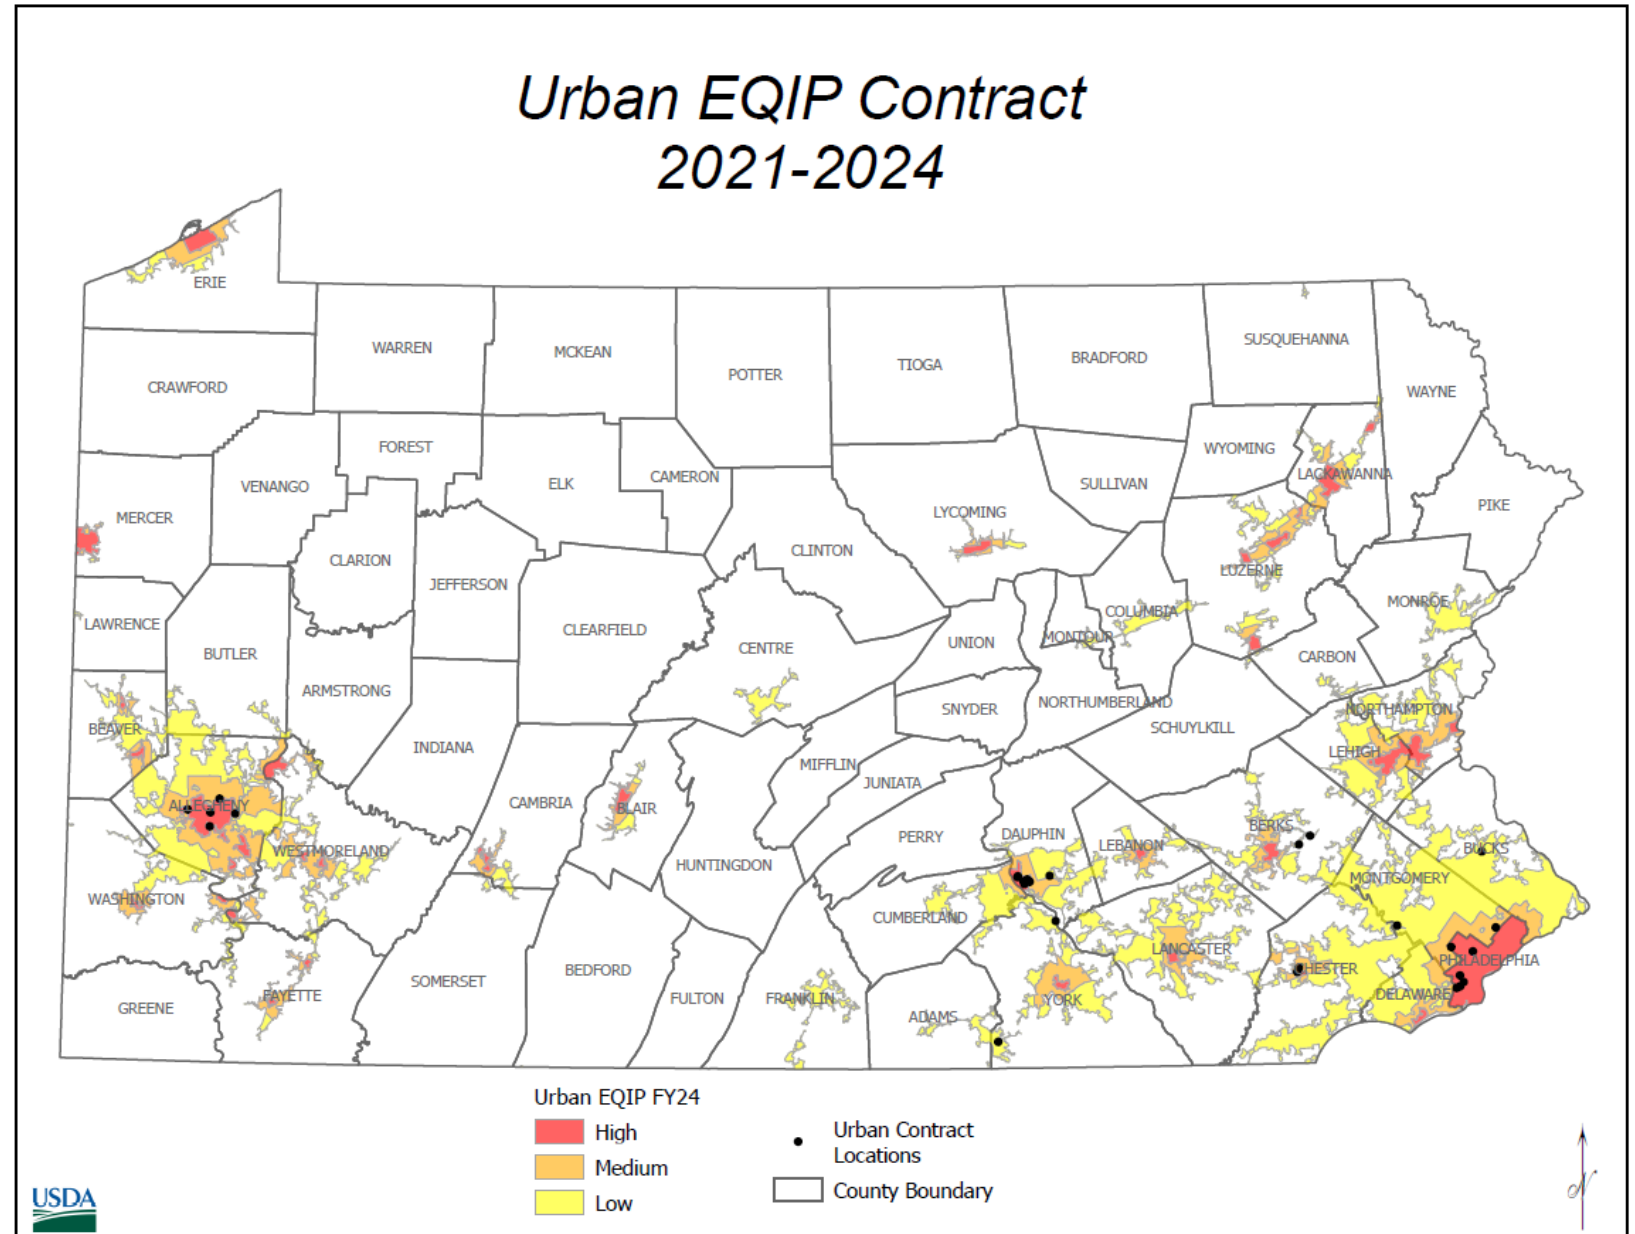 Urban EQIP Contract
2021-2024
ERIE
WARREN
MCKEAN
POTTER
TIOGA
BRADFORD
SUSQUEHANNA
WAYNE
CRAWFORD
FOREST
ELK
CAMERON
WYOMING
LACKAWANNA
VENANGO
SULLIVAN
PIKE
MERCER
LYCOMING
CLARION
CLINTON
LUZERNE
JEFFERSON
LAWRENCE
CLEARFIELD
COLUMBIA
MONROE
BUTLER
CENTRE
UNION
MONTOUR
CARBON
ARMSTRONG
SNYDER
NORTHUMBERLAND
NORTHAMPTON
BEAVER
SCHUYLKILL
INDIANA
LEHIGH
MIFFLIN
JUNIATA
ALLEGHENY
CAMBRIA
BLAIR
PERRY
DAUPHIN
BERKS
WESTMORELAND
HUNTINGDON
LEBANON
BUCKS
MONTGOMERY
WASHINGTON
CUMBERLAND
LANCASTER
PHILADELPHIA
SOMERSET
BEDFORD
CHESTER
FAYETTE
FULTON
FRANKLIN
YORK
DELAWARE
GREENE
ADAMS
Urban EQIP FY24
High
Medium
Low
Urban Contract
Locations
County Boundary
USDA
N